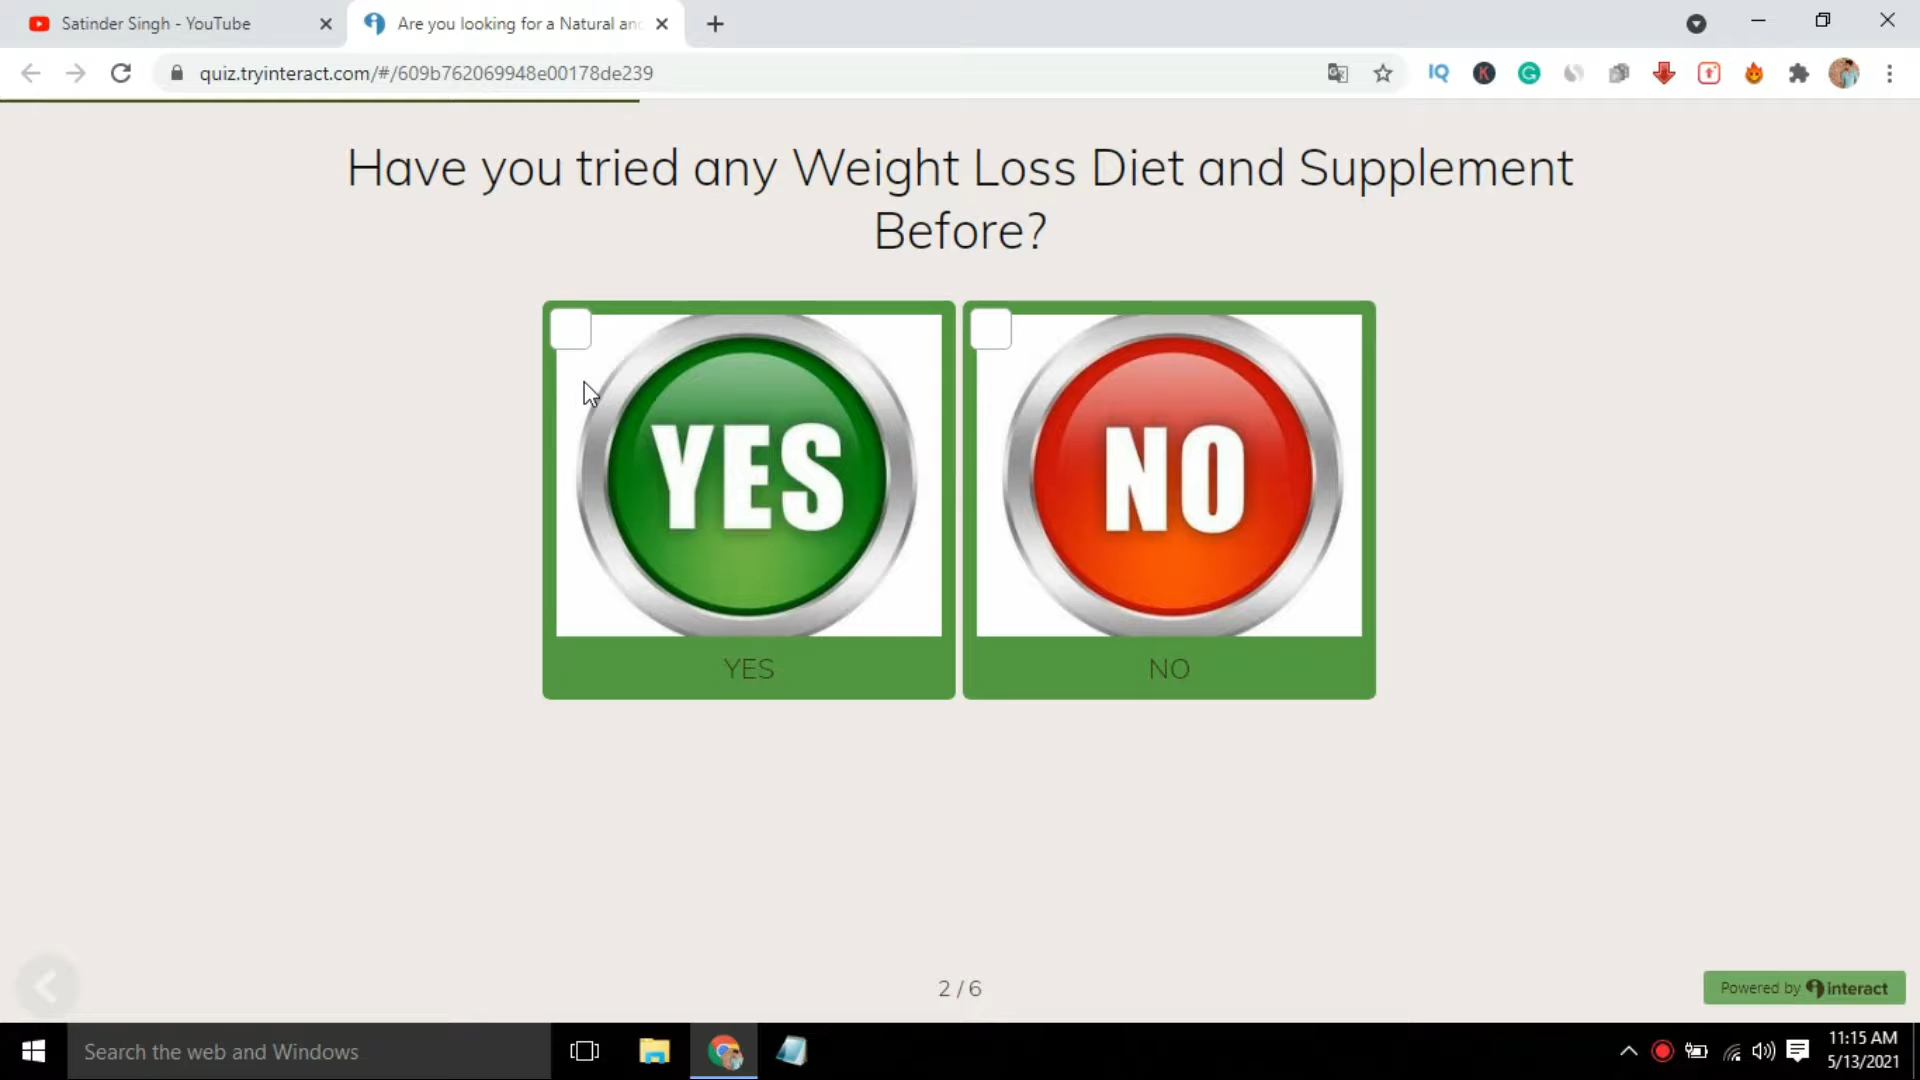 Satinder Singh - YouTube
Are you looking for a Natural an
quiz.tryinteract.com/#/609b762069948e00178de239
IQ
K
G
Have you tried any Weight Loss Diet and Supplement
Before?
YES
NO
YES
NO
2 / 6
Powered by interact
Search the web and Windows
11:15 AM
5/13/2021